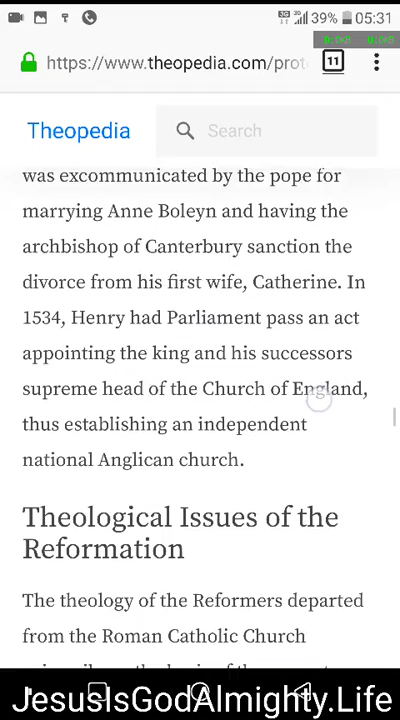 39% 05:31
https://www.theopedia.com/prot
11
Theopedia
Search
was excommunicated by the pope for
marrying Anne Boleyn and having the
archbishop of Canterbury sanction the
divorce from his first wife, Catherine. In
1534, Henry had Parliament pass an act
appointing the king and his successors
supreme head of the Church of England,
thus establishing an independent
national Anglican church.
Theological Issues of the
Reformation
The theology of the Reformers departed
from the Roman Catholic Church
JesusIsGodAlmighty.Life